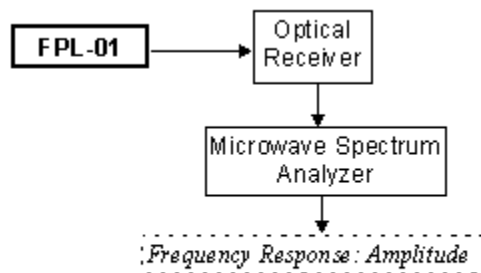 FPL-01
Optical
Receiver
Microwave Spectrum
Analyzer
Frequency Response: Amplitude